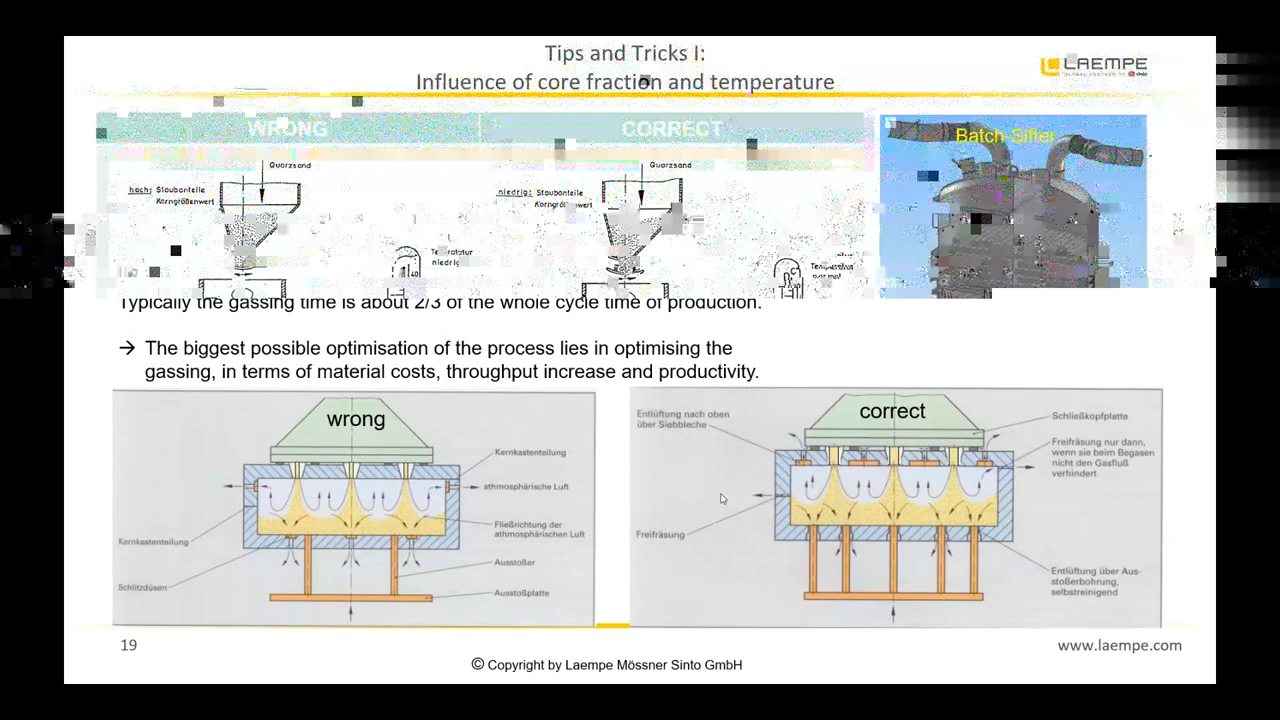 Tips and Tricks I:
Influence of core fraction and temperature
LAEMPE
WRONG
CORRECT
Batch-Sifter
Quarzsand
hoch: Staubanteile
Korngrößenwert
Quarzsand
niedrig: Staubanteile
niedrig
Typically the gassing time is about 2/3 of the whole cycle time of production.
→ The biggest possible optimisation of the process lies in optimising the
gassing, in terms of material costs, throughput increase and productivity.
wrong
Kernkastenteilung
athmosphärische Luft
Fließrichtung der
athmosphärischen Luft
Kernkastenteilung
Ausstoßer
Schlitzdüsen
Ausstoßplatte
correct
Entlüftung nach oben
über Siebbleche
Schließkopfplatte
Freifräsung nur dann,
wenn sie beim Begasen
nicht den Gasfluß
verhindert
Freifräsung
Entlüftung über Aus-
stoßerbohrung,
selbstreinigend
19
www.laempe.com
© Copyright by Laempe Mössner Sinto GmbH